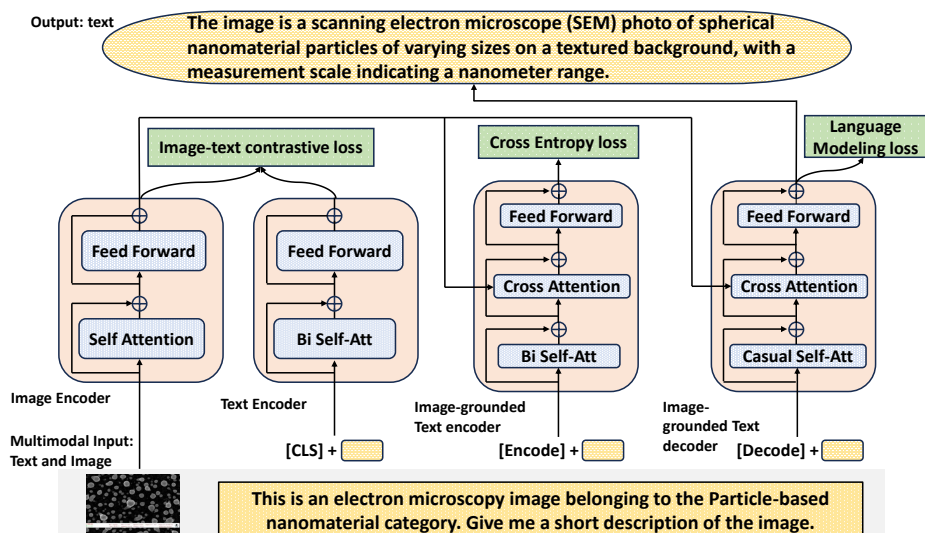 Output: text
The image is a scanning electron microscope (SEM) photo of spherical
nanomaterial particles of varying sizes on a textured background, with a
measurement scale indicating a nanometer range.
Image-text contrastive loss
Cross Entropy loss
Language
Modeling loss
Feed Forward
Self Attention
Image Encoder
Feed Forward
Bi Self-Att
Text Encoder
Feed Forward
Cross Attention
Bi Self-Att
Image-grounded
Text encoder
Feed Forward
Cross Attention
Casual Self-Att
Image-
grounded Text
decoder
Multimodal Input:
Text and Image
[CLS] +
[Encode] +
[Decode] +
This is an electron microscopy image belonging to the Particle-based
nanomaterial category. Give me a short description of the image.